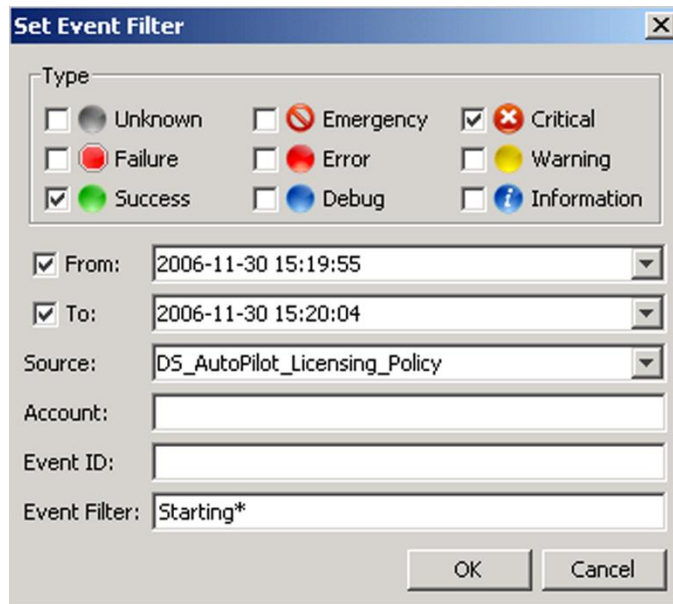 Set Event Filter
Type
Unknown Emergency Critical
Failure Error Warning
Success Debug Information
From: 2006-11-30 15:19:55
To: 2006-11-30 15:20:04
Source: DS_AutoPilot_Licensing_Policy
Account:
Event ID:
Event Filter: Starting*
OK Cancel